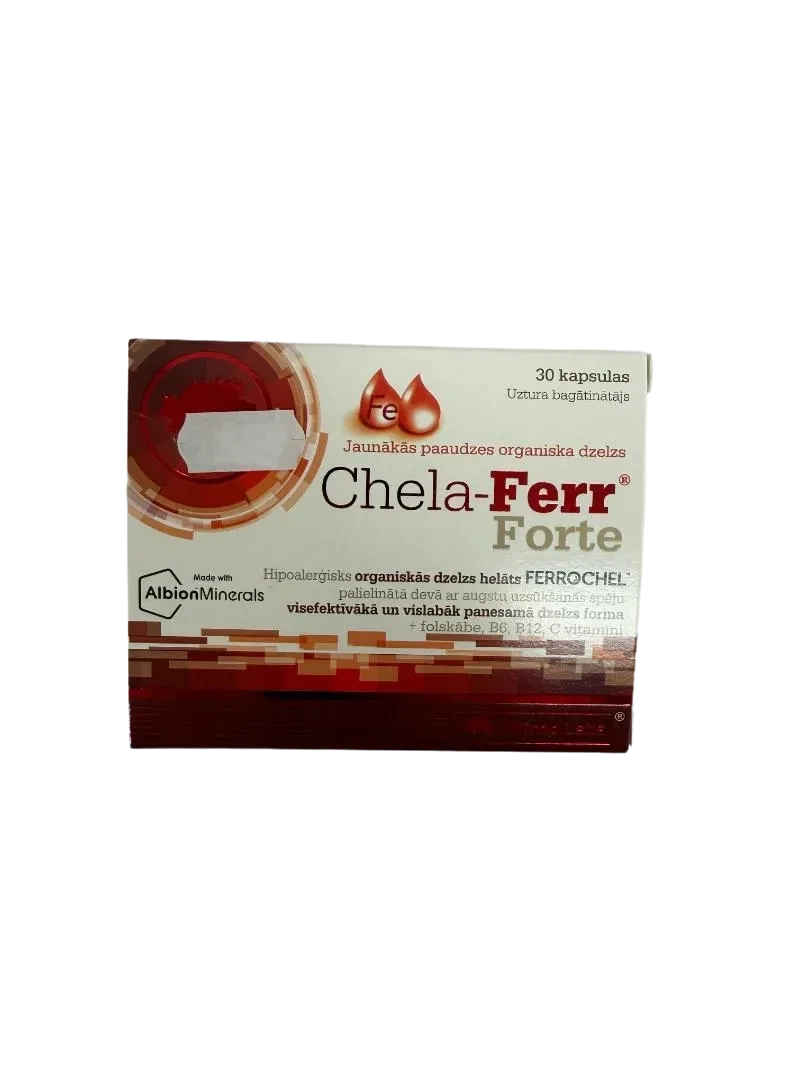 30 kapsulas
Uztura bagātinātājs
Fe
Jaunākās paaudzes organiska dzelzs
Chela-Ferr®
Forte
Made with
AlbionMinerals
Hipoalerģisks organiskās dzelzs helāts FERROCHEL™
palielinātā devā ar augstu uzsūkšanās spēju
visefektīvākā un vislabāk panesamā dzelzs forma
+ folskābe, B6, B12, C vitamīni
®